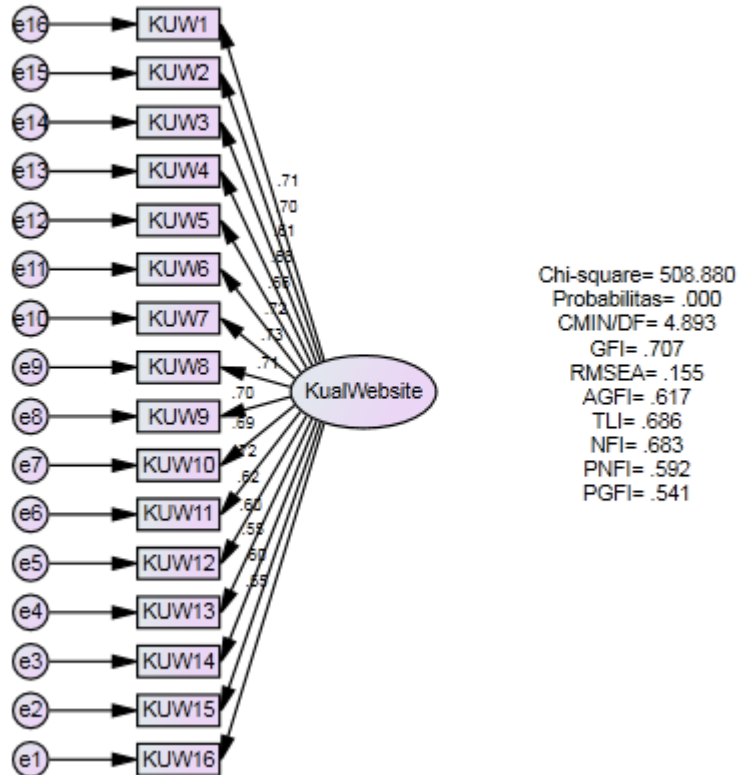 e16 KUW1
e15 KUW2
e14 KUW3
e13 KUW4
e12 KUW5
e11 KUW6
e10 KUW7
e9 KUW8
e8 KUW9
e7 KUW10
e6 KUW11
e5 KUW12
e4 KUW13
e3 KUW14
e2 KUW15
e1 KUW16
.71
.70
.61
.72
.73
.71
.70
.69
.72
.62
.60
.55
.60
.55
KualWebsite
Chi-square= 508.880
Probabilitas= .000
CMIN/DF= 4.893
GFI= .707
RMSEA= .155
AGFI= .617
TLI= .686
NFI= .683
PNFI= .592
PGFI= .541